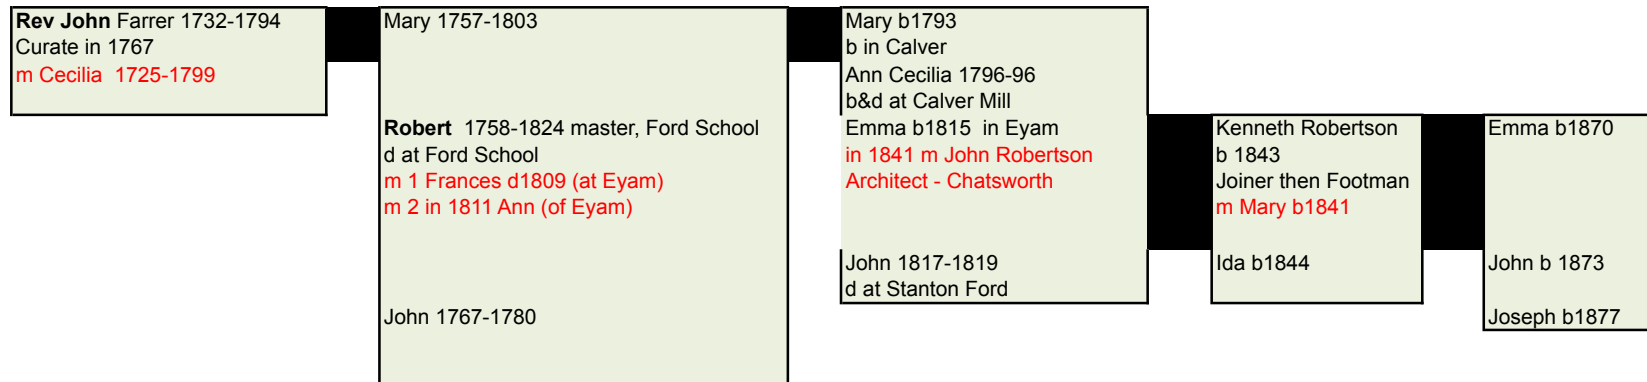 Rev John Farrer 1732-1794
Curate in 1767
m Cecilia 1725-1799
Mary 1757-1803
Robert 1758-1824 master, Ford School
d at Ford School
m 1 Frances d1809 (at Eyam)
m 2 in 1811 Ann (of Eyam)
John 1767-1780
Mary b1793
b in Calver
Ann Cecilia 1796-96
b&d at Calver Mill
Emma b1815 in Eyam
in 1841 m John Robertson
Architect - Chatsworth
John 1817-1819
d at Stanton Ford
Kenneth Robertson
b 1843
Joiner then Footman
m Mary b1841
Ida b1844
Emma b1870
John b 1873
Joseph b1877